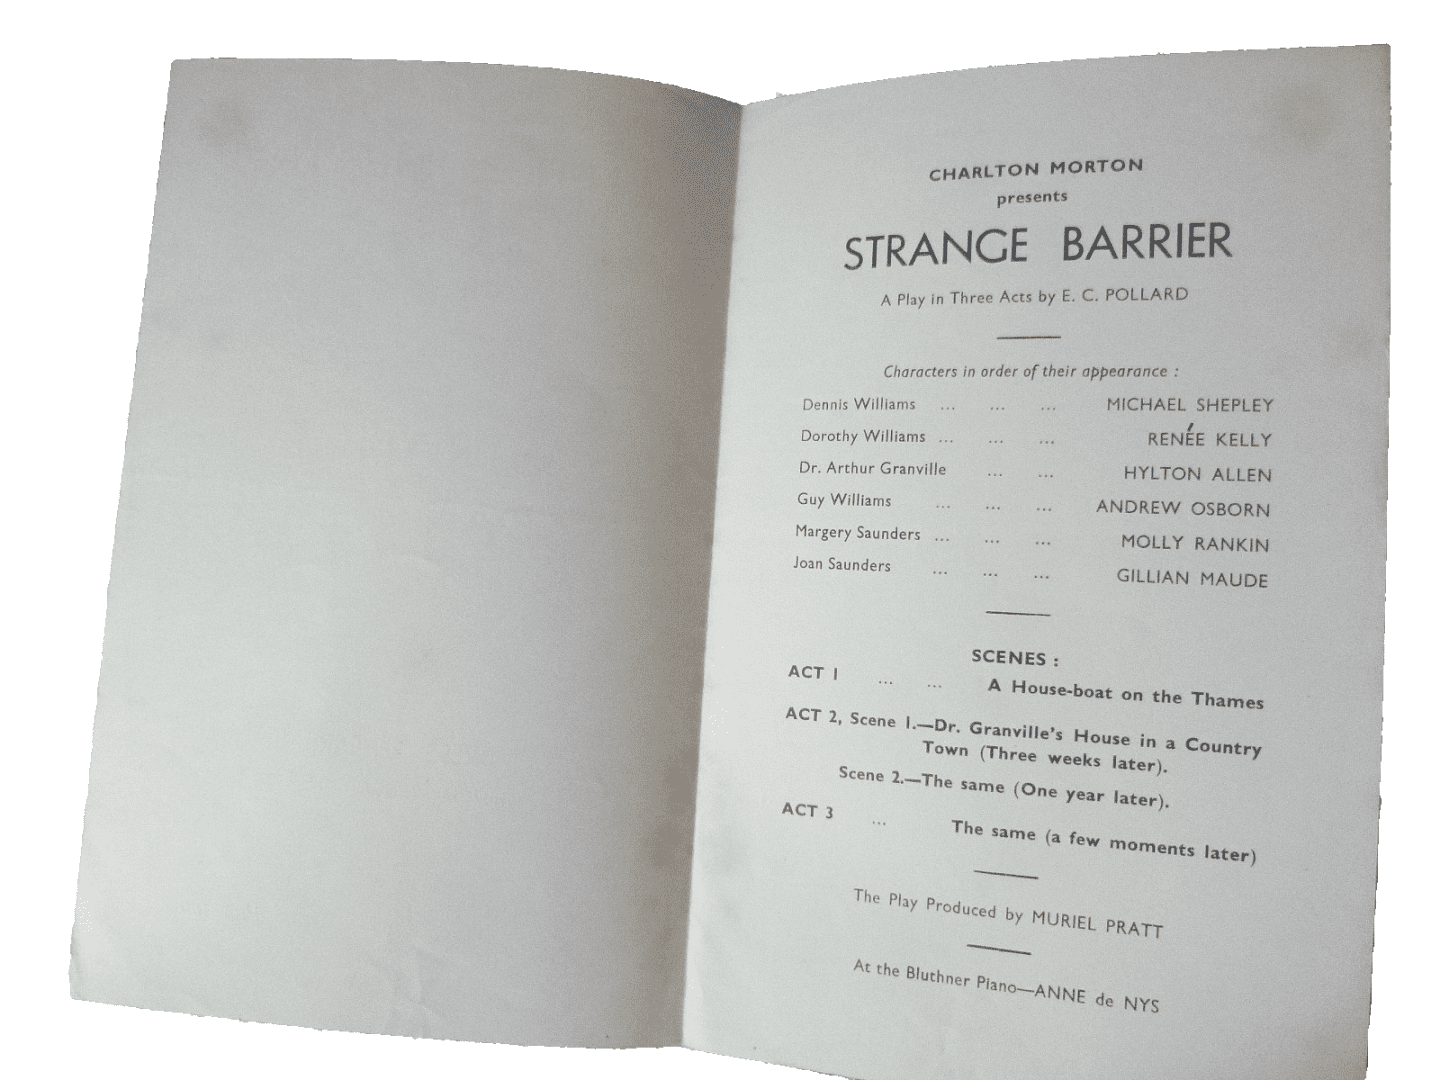 CHARLTON MORTON
presents
STRANGE BARRIER
A Play in Three Acts by E. C. POLLARD
Characters in order of their appearance :
Dennis Williams ... ... ... MICHAEL SHEPLEY
Dorothy Williams ... ... ... RENÉE KELLY
Dr. Arthur Granville ... ... HYLTON ALLEN
Guy Williams ... ... ... ANDREW OSBORN
Margery Saunders ... ... ... MOLLY RANKIN
Joan Saunders ... ... ... GILLIAN MAUDE
SCENES :
ACT 1 ... ... A House-boat on the Thames
ACT 2, Scene 1.—Dr. Granville's House in a Country
Town (Three weeks later).
Scene 2.—The same (One year later).
ACT 3 ... The same (a few moments later)
The Play Produced by MURIEL PRATT
At the Bluthner Piano—ANNE de NYS